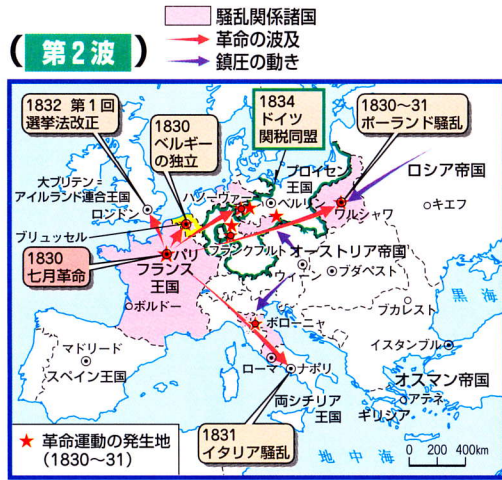 騒乱関係諸国
革命の波及
鎮圧の動き
(第2波)
1832 第1回
選挙法改正
1830
ベルギー
の独立
1834
ドイツ
関税同盟
1830〜31
ポーランド騒乱
大ブリテン=
アイルランド連合王国
ロンドン
ハノーヴァー
プロイセン
王国
ベルリン
ロシア帝国
ワルシャワ
キエフ
ブリュッセル
1830
七月革命
パリ
フランス
王国
フランクフルト
オーストリア帝国
ウィーン
ブダペスト
ボルドー
ブカレスト
黒海
ボローニャ
イスタンブル
マドリード
スペイン王国
ローマ
ナポリ
オスマン帝国
両シチリア
王国
アテネ
ギリシア
1831
イタリア騒乱
★ 革命運動の発生地
(1830〜31)
地中海
0 200 400km